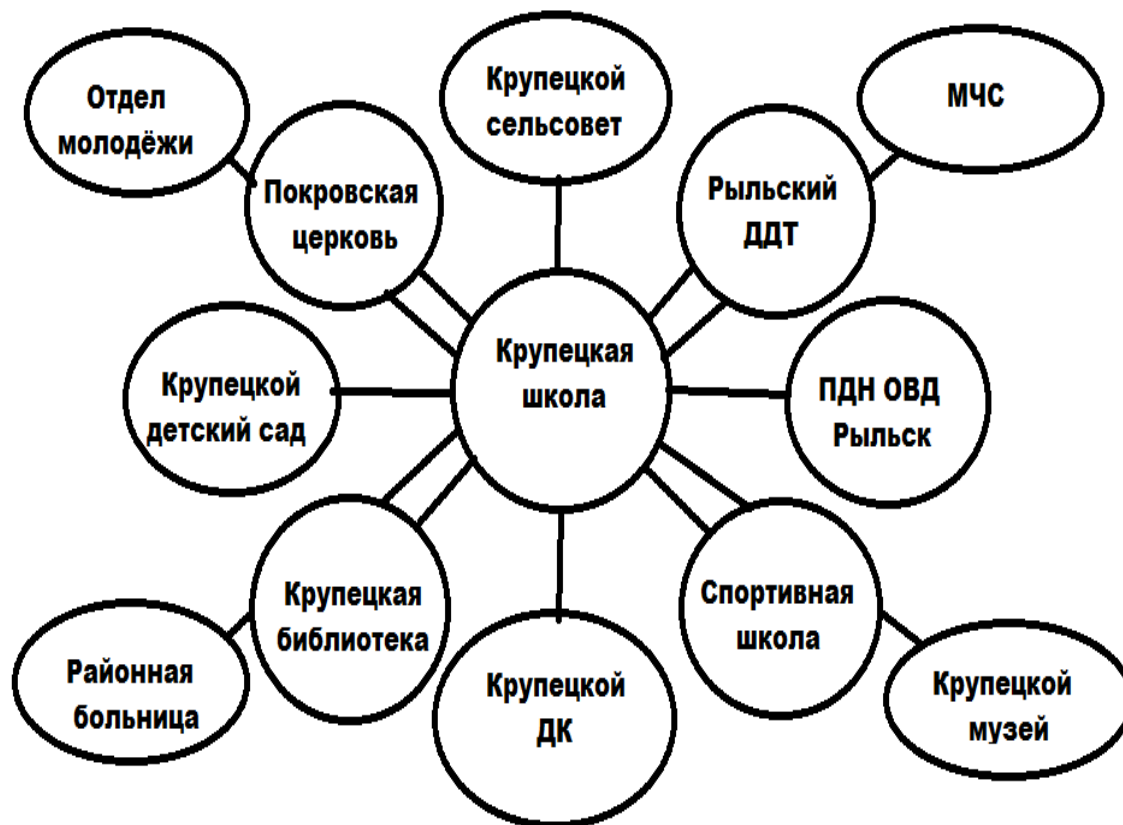 Отдел
молодёжи
Крупецкой
сельсовет
МЧС
Покровская
церковь
Рыльский
ДДТ
Крупецкая
школа
Крупецкой
детский сад
ПДН ОВД
Рыльск
Крупецкая
библиотека
Спортивная
школа
Районная
больница
Крупецкой
ДК
Крупецкой
музей